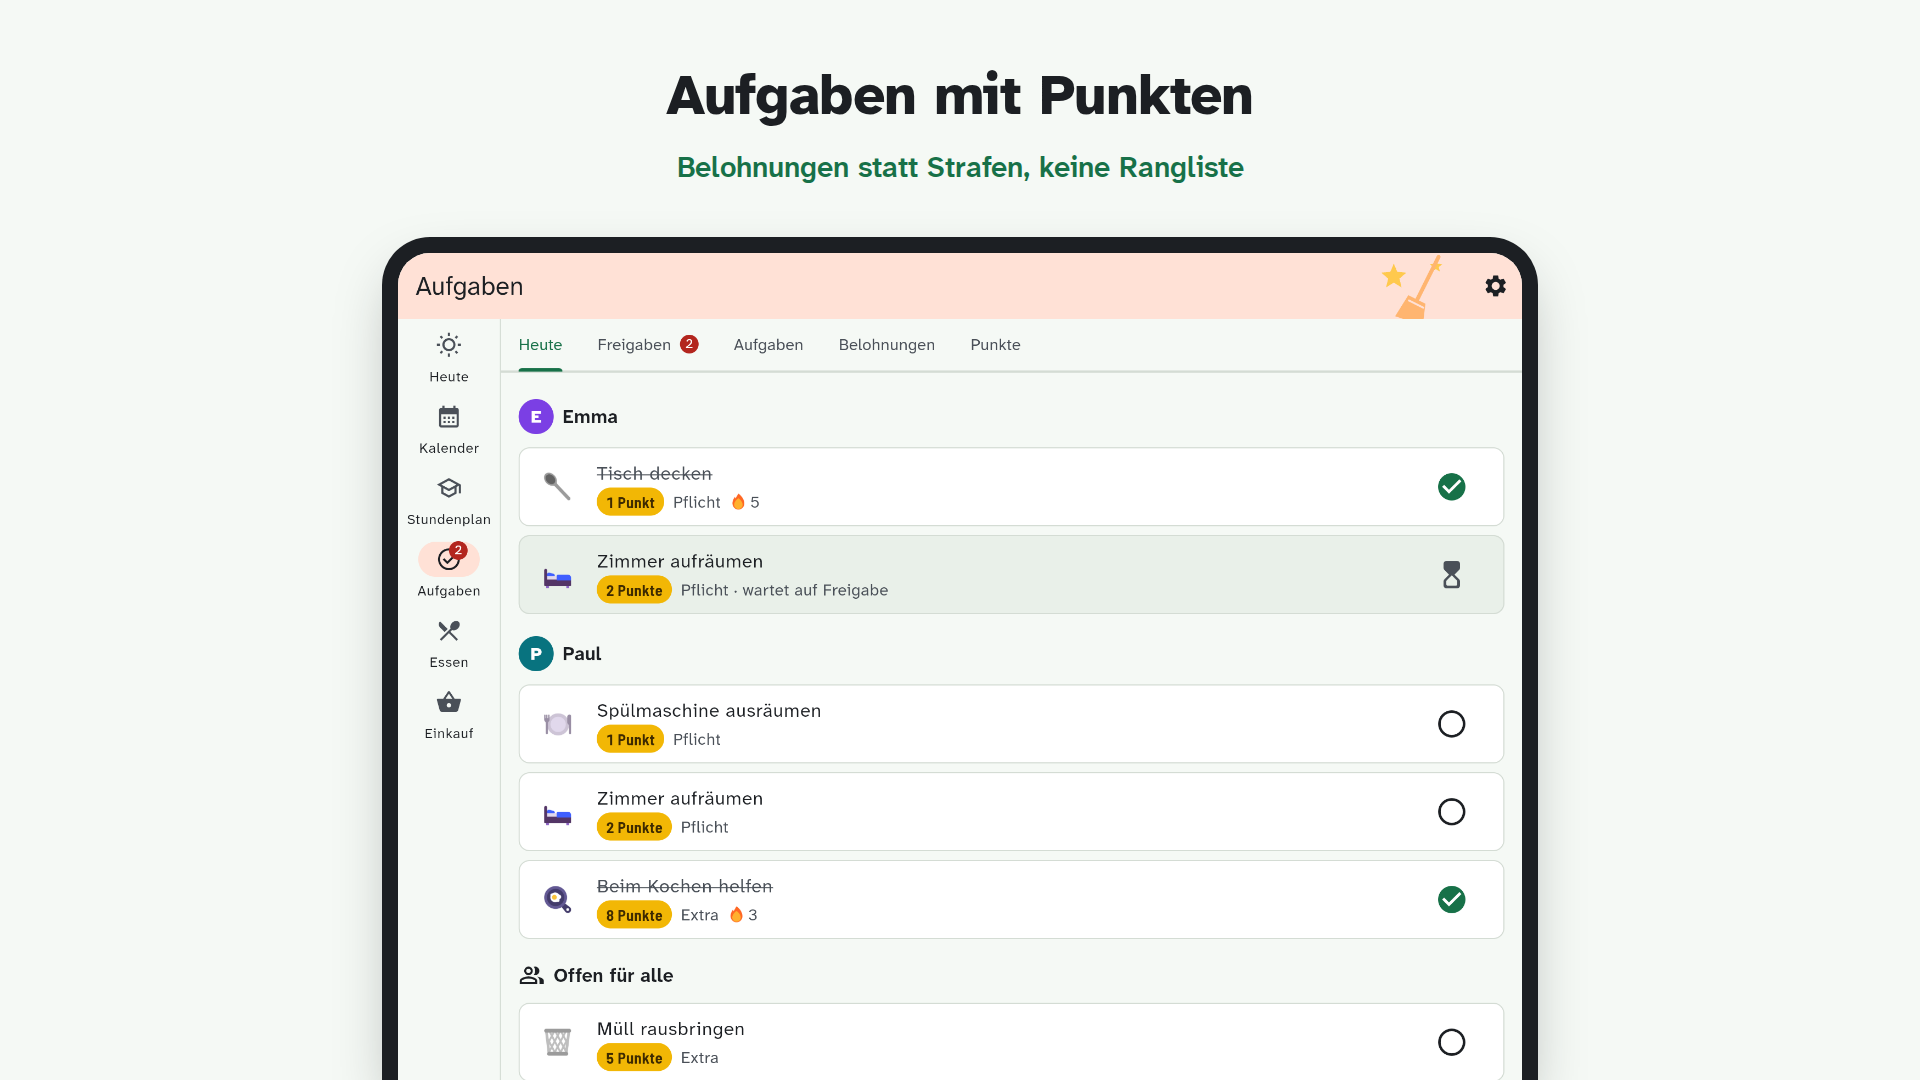 Aufgaben mit Punkten
Belohnungen statt Strafen, keine Rangliste
Aufgaben
Heute
Kalender
Stundenplan
2
Aufgaben
Essen
Einkauf
Heute Freigaben 2 Aufgaben Belohnungen Punkte
E Emma
Tisch decken
1 Punkt Pflicht 🔥 5
Zimmer aufräumen
2 Punkte Pflicht · wartet auf Freigabe
P Paul
Spülmaschine ausräumen
1 Punkt Pflicht
Zimmer aufräumen
2 Punkte Pflicht
Beim Kochen helfen
8 Punkte Extra 🔥 3
Offen für alle
Müll rausbringen
5 Punkte Extra